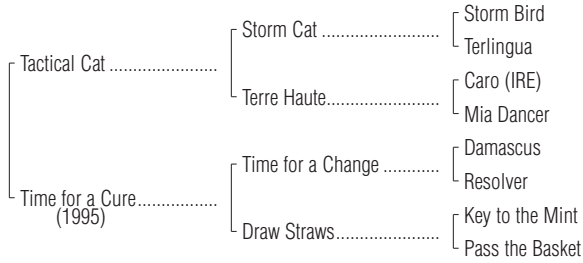 Storm Bird
Storm Cat ........................
Terlingua
Tactical Cat ......................
Caro (IRE)
Terre Haute.......................
Mia Dancer
Damascus
Time for a Change ............
Resolver
Time for a Cure................
(1995)
Key to the Mint
Draw Straws.....................
Pass the Basket